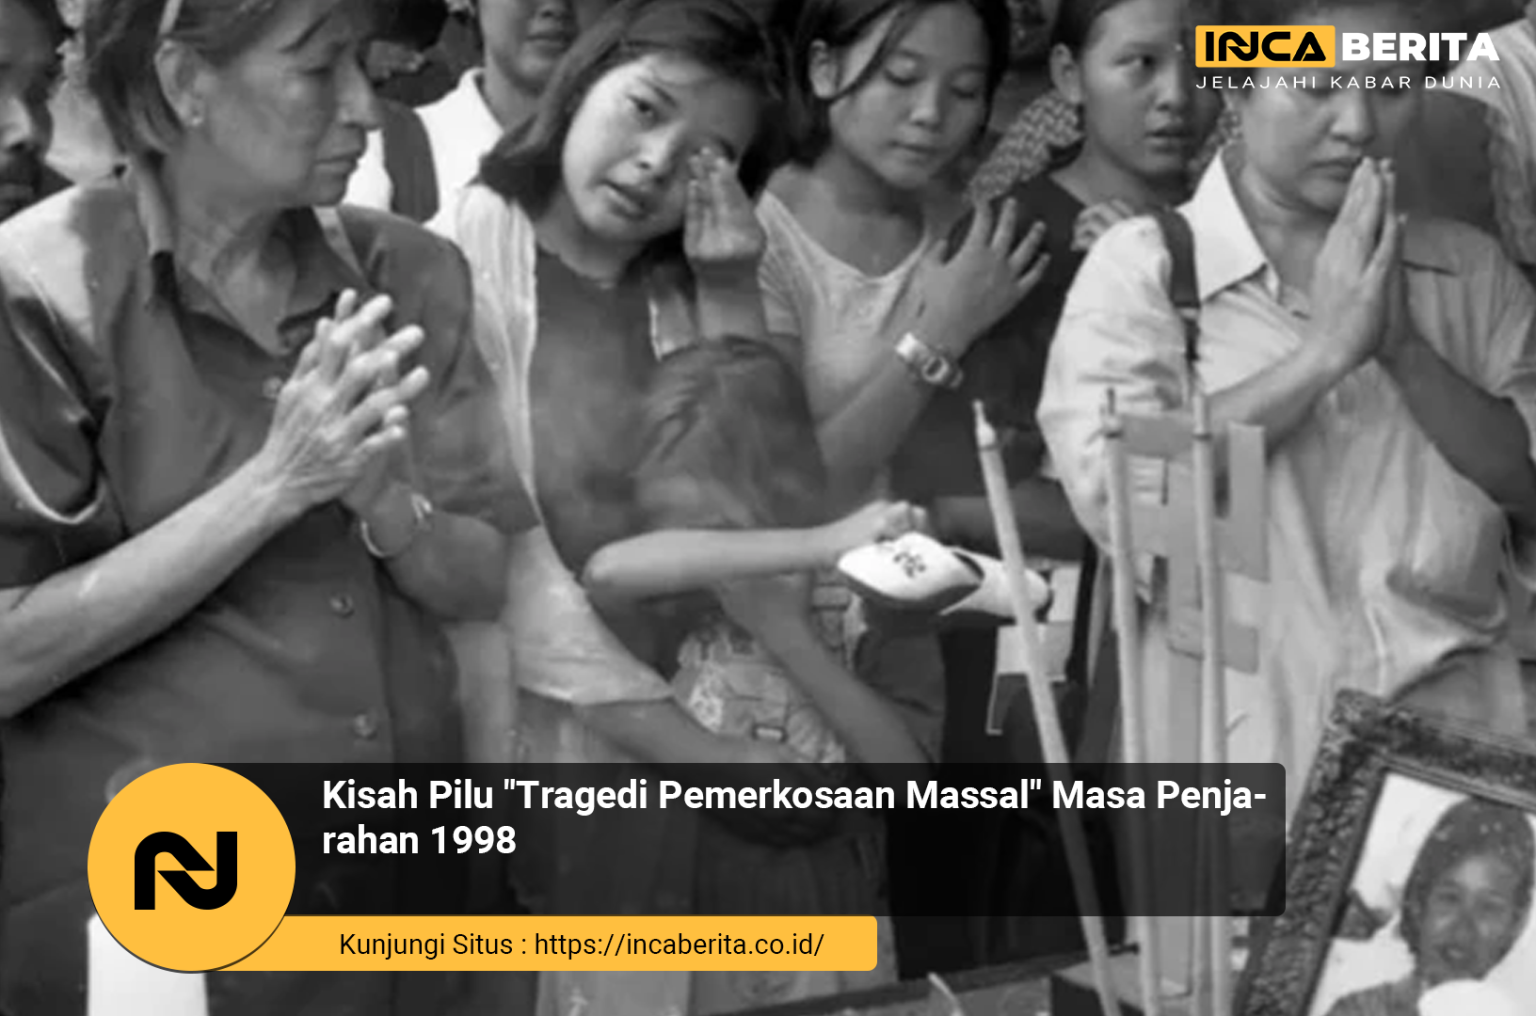 INCA BERITA
JELAJAHI KABAR DUNIA
Kisah Pilu "Tragedi Pemerkosaan Massal" Masa Penja-
rahan 1998
Kunjungi Situs : https://incaberita.co.id/